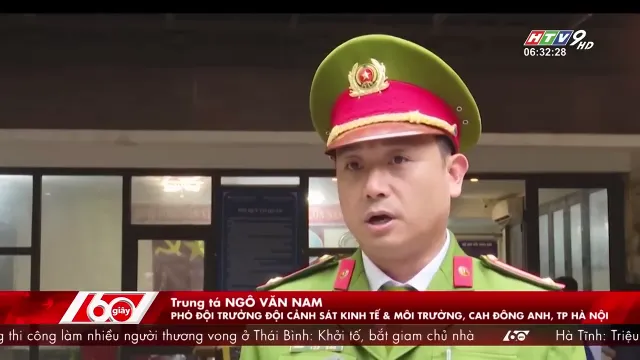 HTV9 HD
06:32:28
60 giây
Trung tá NGÔ VĂN NAM
PHÓ ĐỘI TRƯỞNG ĐỘI CẢNH SÁT KINH TẾ & MÔI TRƯỜNG, CAH ĐÔNG ANH, TP HÀ NỘI
g thi công làm nhiều người thương vong ở Thái Bình: Khởi tố, bắt giam chủ nhà 60 Hà Tĩnh: Triệu